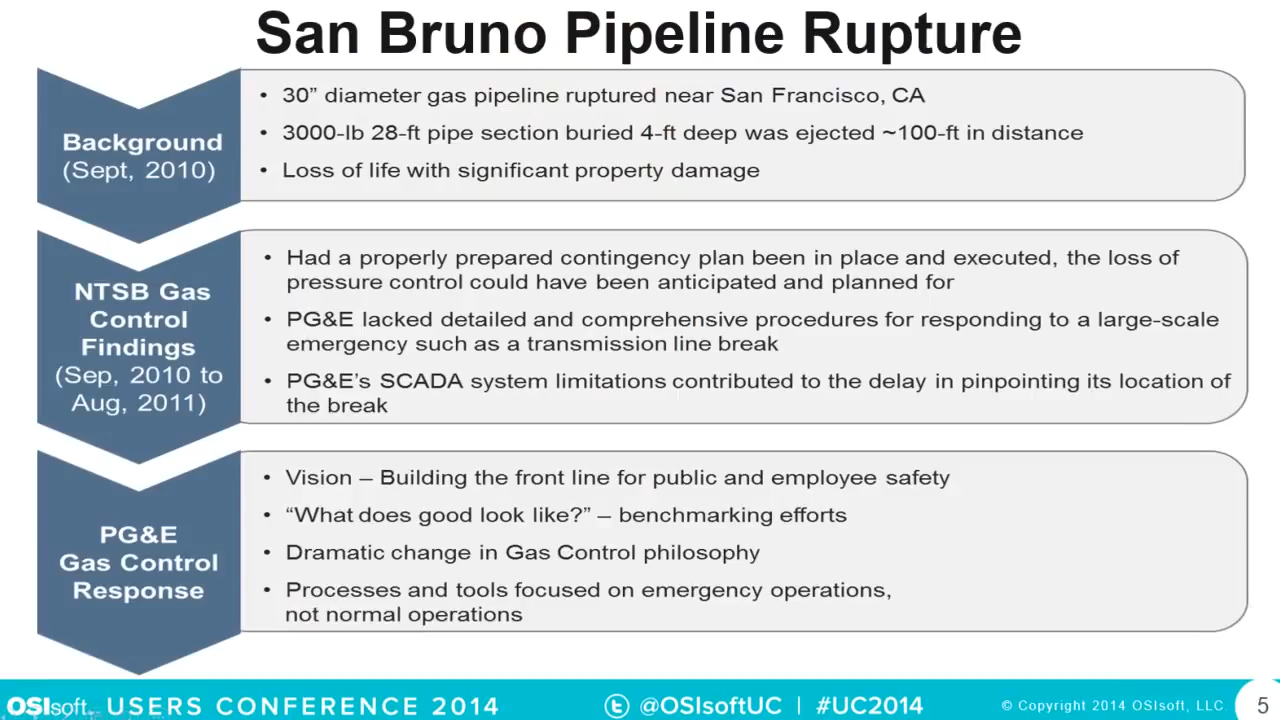 San Bruno Pipeline Rupture
Background
(Sept, 2010)
• 30” diameter gas pipeline ruptured near San Francisco, CA
• 3000-lb 28-ft pipe section buried 4-ft deep was ejected ~100-ft in distance
• Loss of life with significant property damage
NTSB Gas
Control
Findings
(Sep, 2010 to
Aug, 2011)
• Had a properly prepared contingency plan been in place and executed, the loss of
pressure control could have been anticipated and planned for
• PG&E lacked detailed and comprehensive procedures for responding to a large-scale
emergency such as a transmission line break
• PG&E’s SCADA system limitations contributed to the delay in pinpointing its location of
the break
PG&E
Gas Control
Response
• Vision – Building the front line for public and employee safety
• “What does good look like?” – benchmarking efforts
• Dramatic change in Gas Control philosophy
• Processes and tools focused on emergency operations,
not normal operations
OSIsoft. USERS CONFERENCE 2014
@OSIsoftUC | #UC2014
© Copyright 2014 OSIsoft, LLC
5